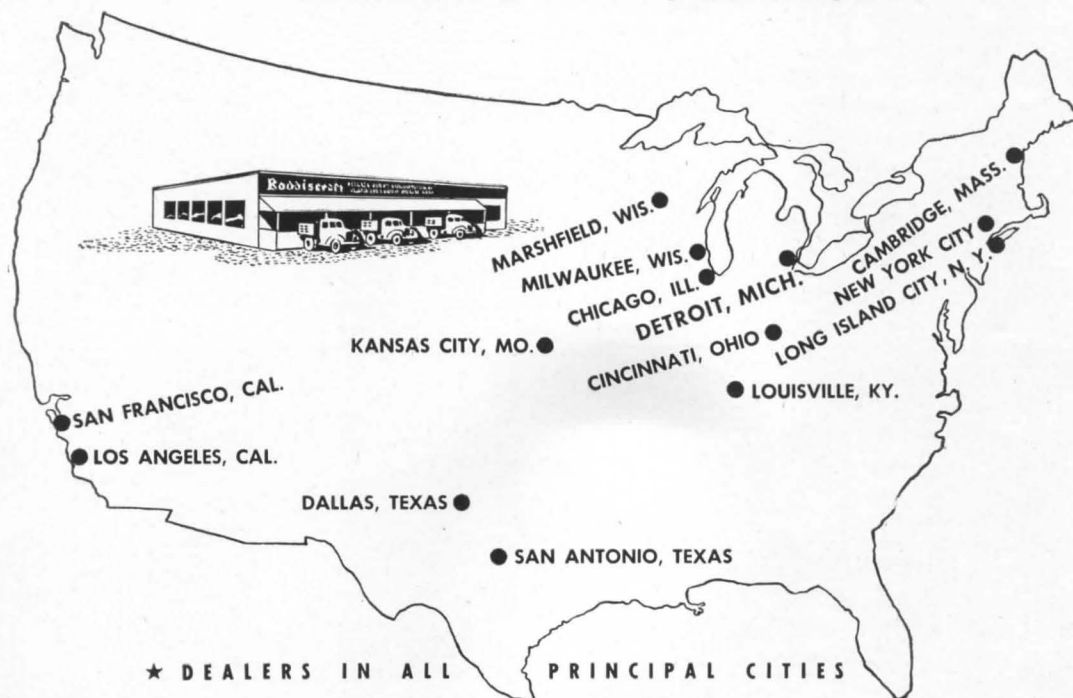 Roddiscraft
MARSHFIELD, WIS.
MILWAUKEE, WIS.
CHICAGO, ILL.
DETROIT, MICH.
CAMBRIDGE, MASS.
NEW YORK CITY
LONG ISLAND CITY, N. Y.
KANSAS CITY, MO.
CINCINNATI, OHIO
LOUISVILLE, KY.
SAN FRANCISCO, CAL.
LOS ANGELES, CAL.
DALLAS, TEXAS
SAN ANTONIO, TEXAS
★ DEALERS IN ALL PRINCIPAL CITIES